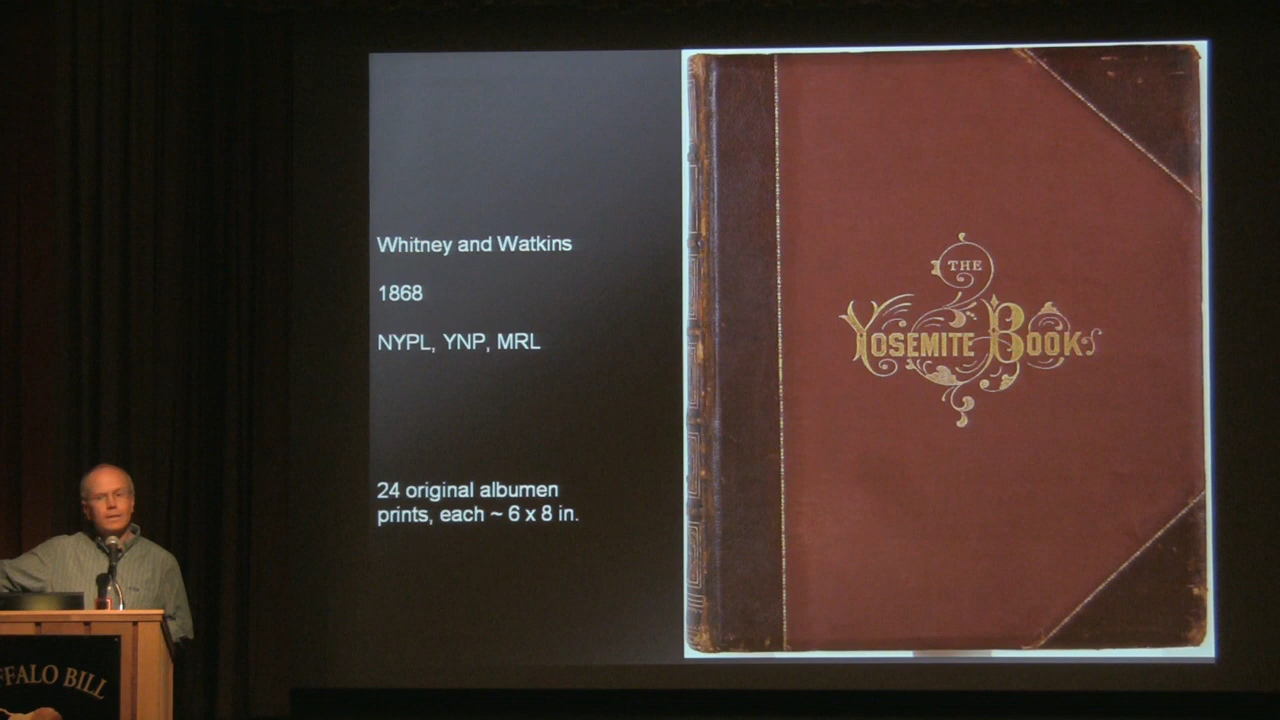 Whitney and Watkins
1868
NYPL, YNP, MRL
24 original albumen
prints, each ~ 6 x 8 in.
THE
YOSEMITE BOOK
FFALO BILL